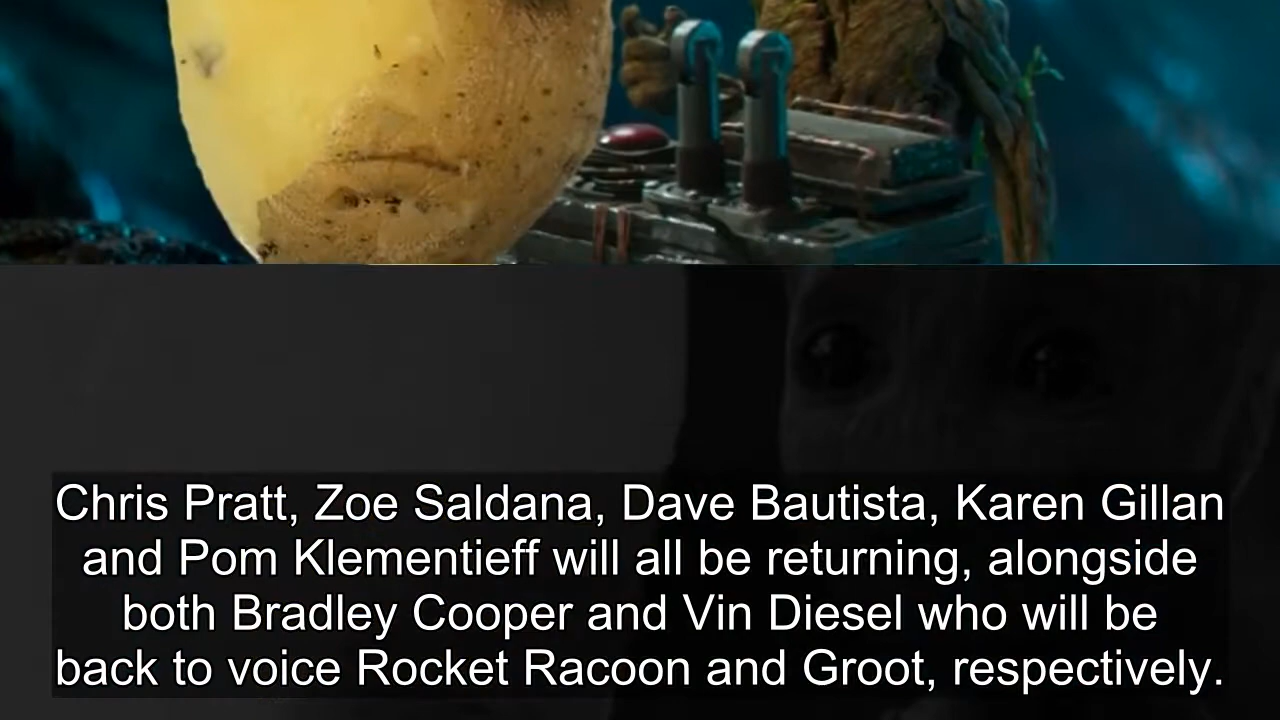 Chris Pratt, Zoe Saldana, Dave Bautista, Karen Gillan
and Pom Klementieff will all be returning, alongside
both Bradley Cooper and Vin Diesel who will be
back to voice Rocket Racoon and Groot, respectively.